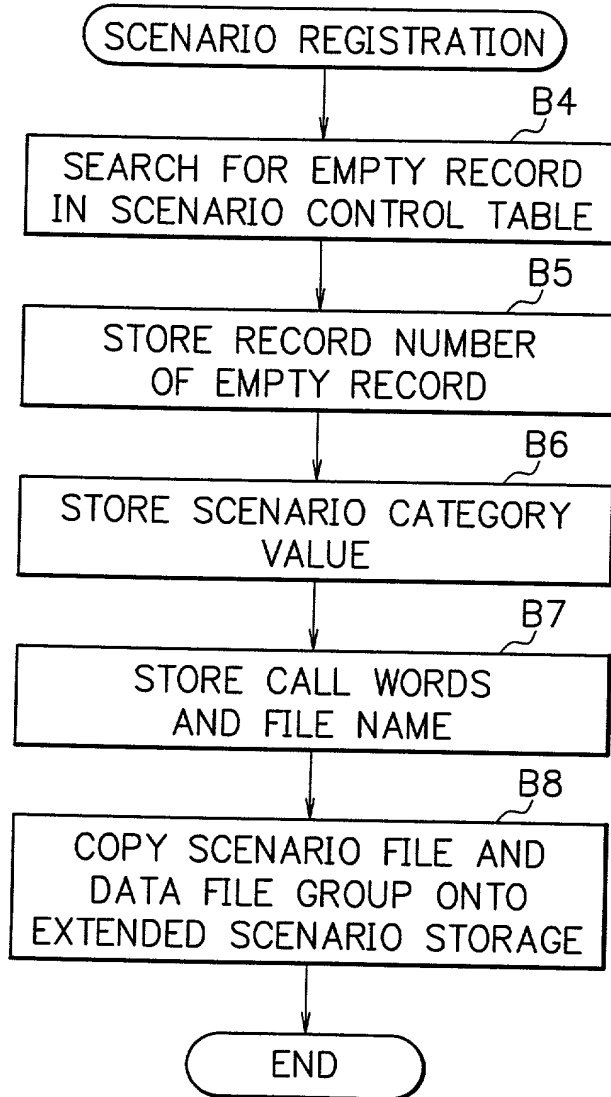 SCENARIO REGISTRATION
B4
SEARCH FOR EMPTY RECORD
IN SCENARIO CONTROL TABLE
B5
STORE RECORD NUMBER
OF EMPTY RECORD
B6
STORE SCENARIO CATEGORY
VALUE
B7
STORE CALL WORDS
AND FILE NAME
B8
COPY SCENARIO FILE AND
DATA FILE GROUP ONTO
EXTENDED SCENARIO STORAGE
END